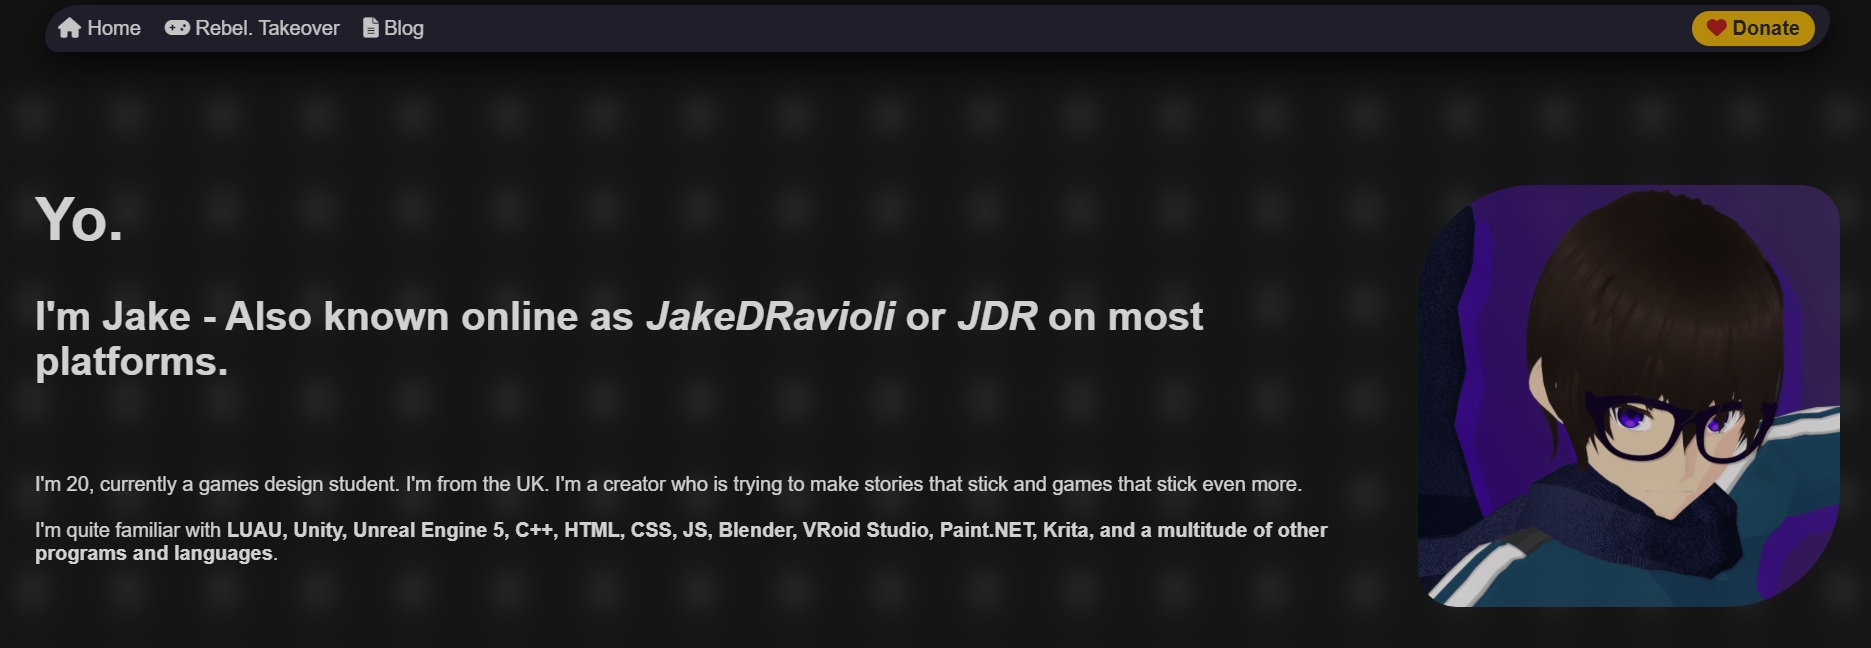 Home Rebel. Takeover Blog Donate
Yo.
I'm Jake - Also known online as JakeDRavioli or JDR on most
platforms.
I'm 20, currently a games design student. I'm from the UK. I'm a creator who is trying to make stories that stick and games that stick even more.
I'm quite familiar with LUAU, Unity, Unreal Engine 5, C++, HTML, CSS, JS, Blender, VRoid Studio, Paint.NET, Krita, and a multitude of other
programs and languages.